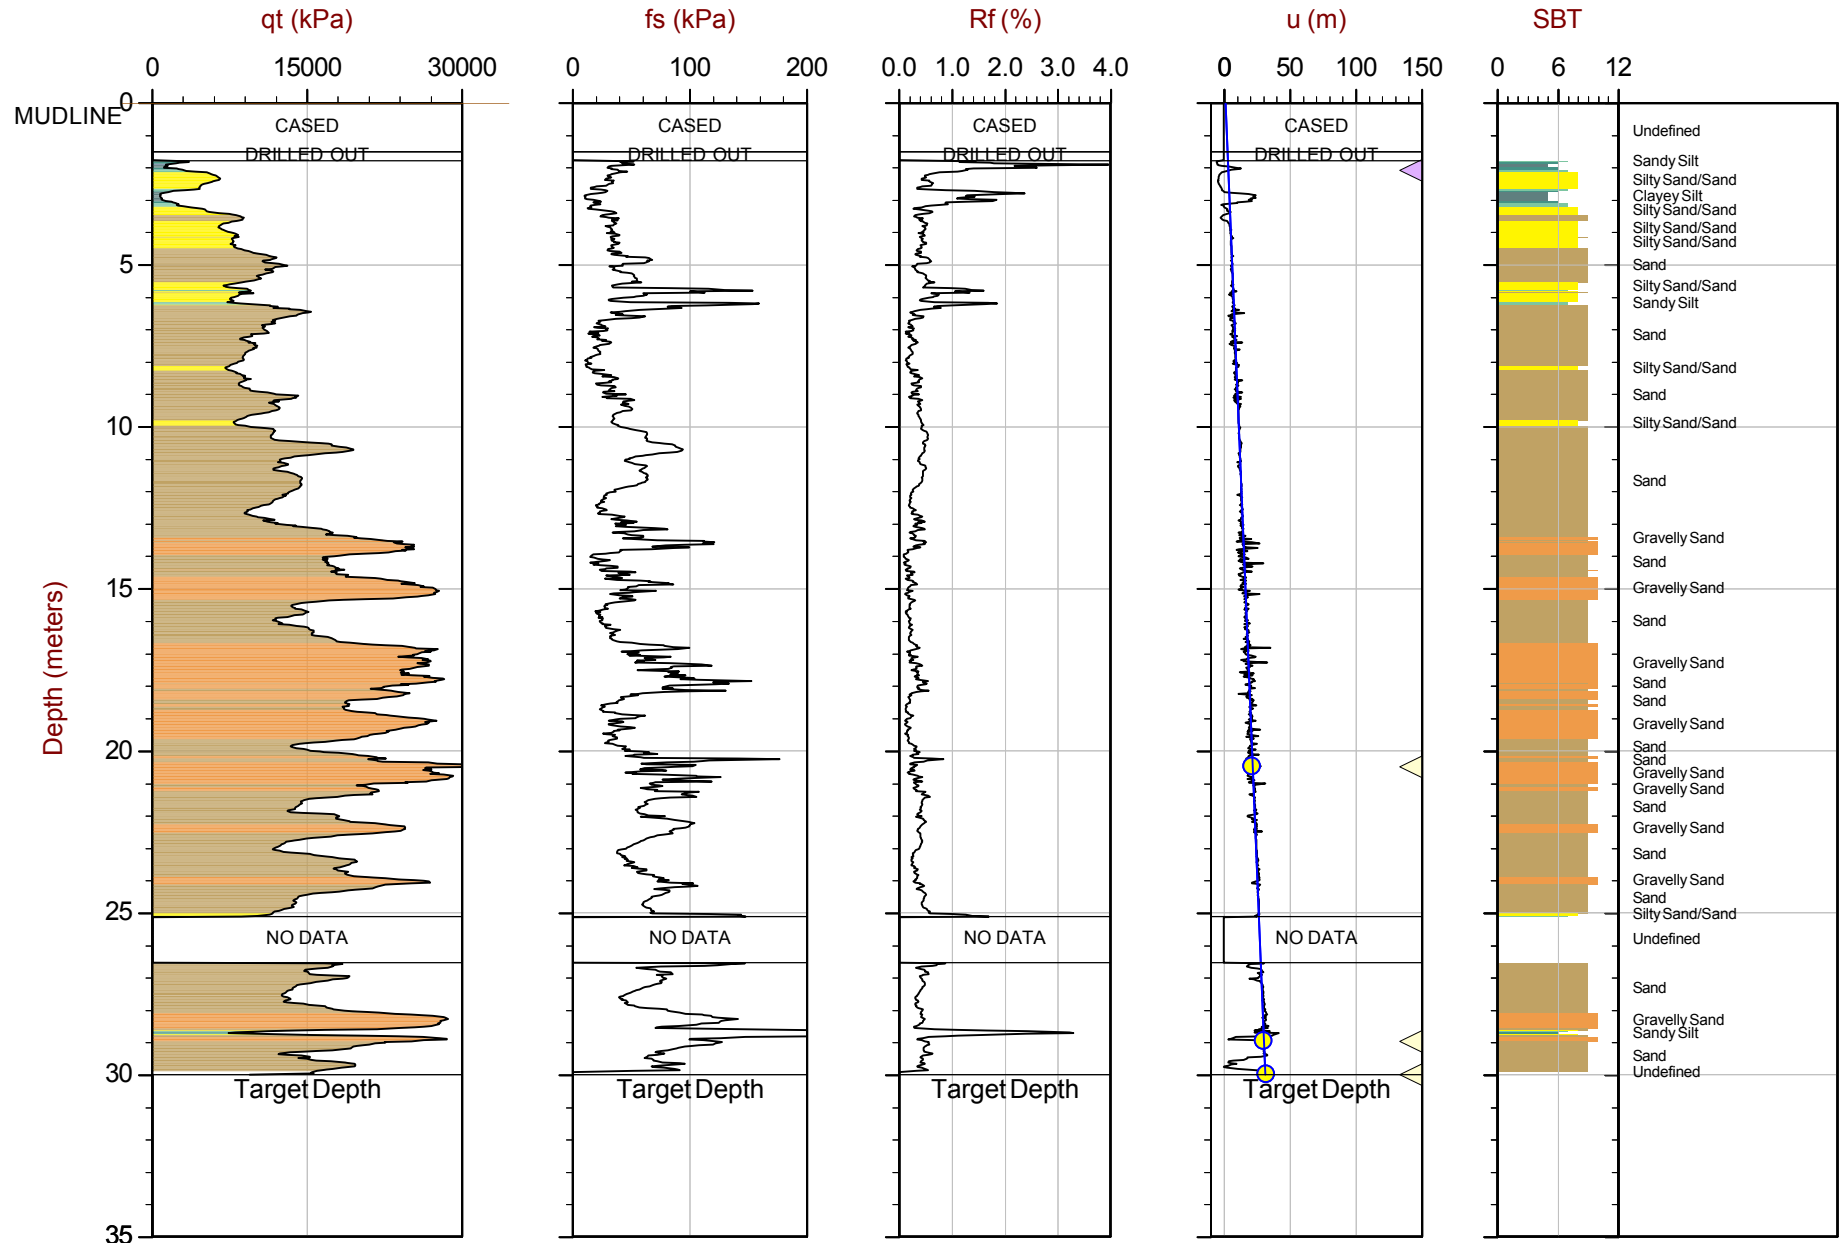 qt (kPa) fs (kPa) Rf (%) u (m) SBT
0 15000 30000 0 100 200 0.0 1.0 2.0 3.0 4.0 0 50 100 150 0 6 12
0
MUDLINE
CASED CASED CASED CASED
Undefined
DRILLED OUT DRILLED OUT DRILLED OUT DRILLED OUT
Sandy Silt
Silty Sand/Sand
Clayey Silt
Silty Sand/Sand
Silty Sand/Sand
Silty Sand/Sand
5 Sand
Silty Sand/Sand
Sandy Silt
Sand
Silty Sand/Sand
Sand
Silty Sand/Sand
10
Sand
Gravelly Sand
Sand
15 Gravelly Sand
Sand
Depth (meters)
Gravelly Sand
Sand
Sand
Gravelly Sand
Sand
20
Sand
Gravelly Sand
Gravelly Sand
Sand
Gravelly Sand
Sand
Gravelly Sand
Sand
25 Silty Sand/Sand
NO DATA NO DATA NO DATA NO DATA Undefined
Sand
Gravelly Sand
Sandy Silt
Sand
Undefined
30
Target Depth Target Depth Target Depth Target Depth
35